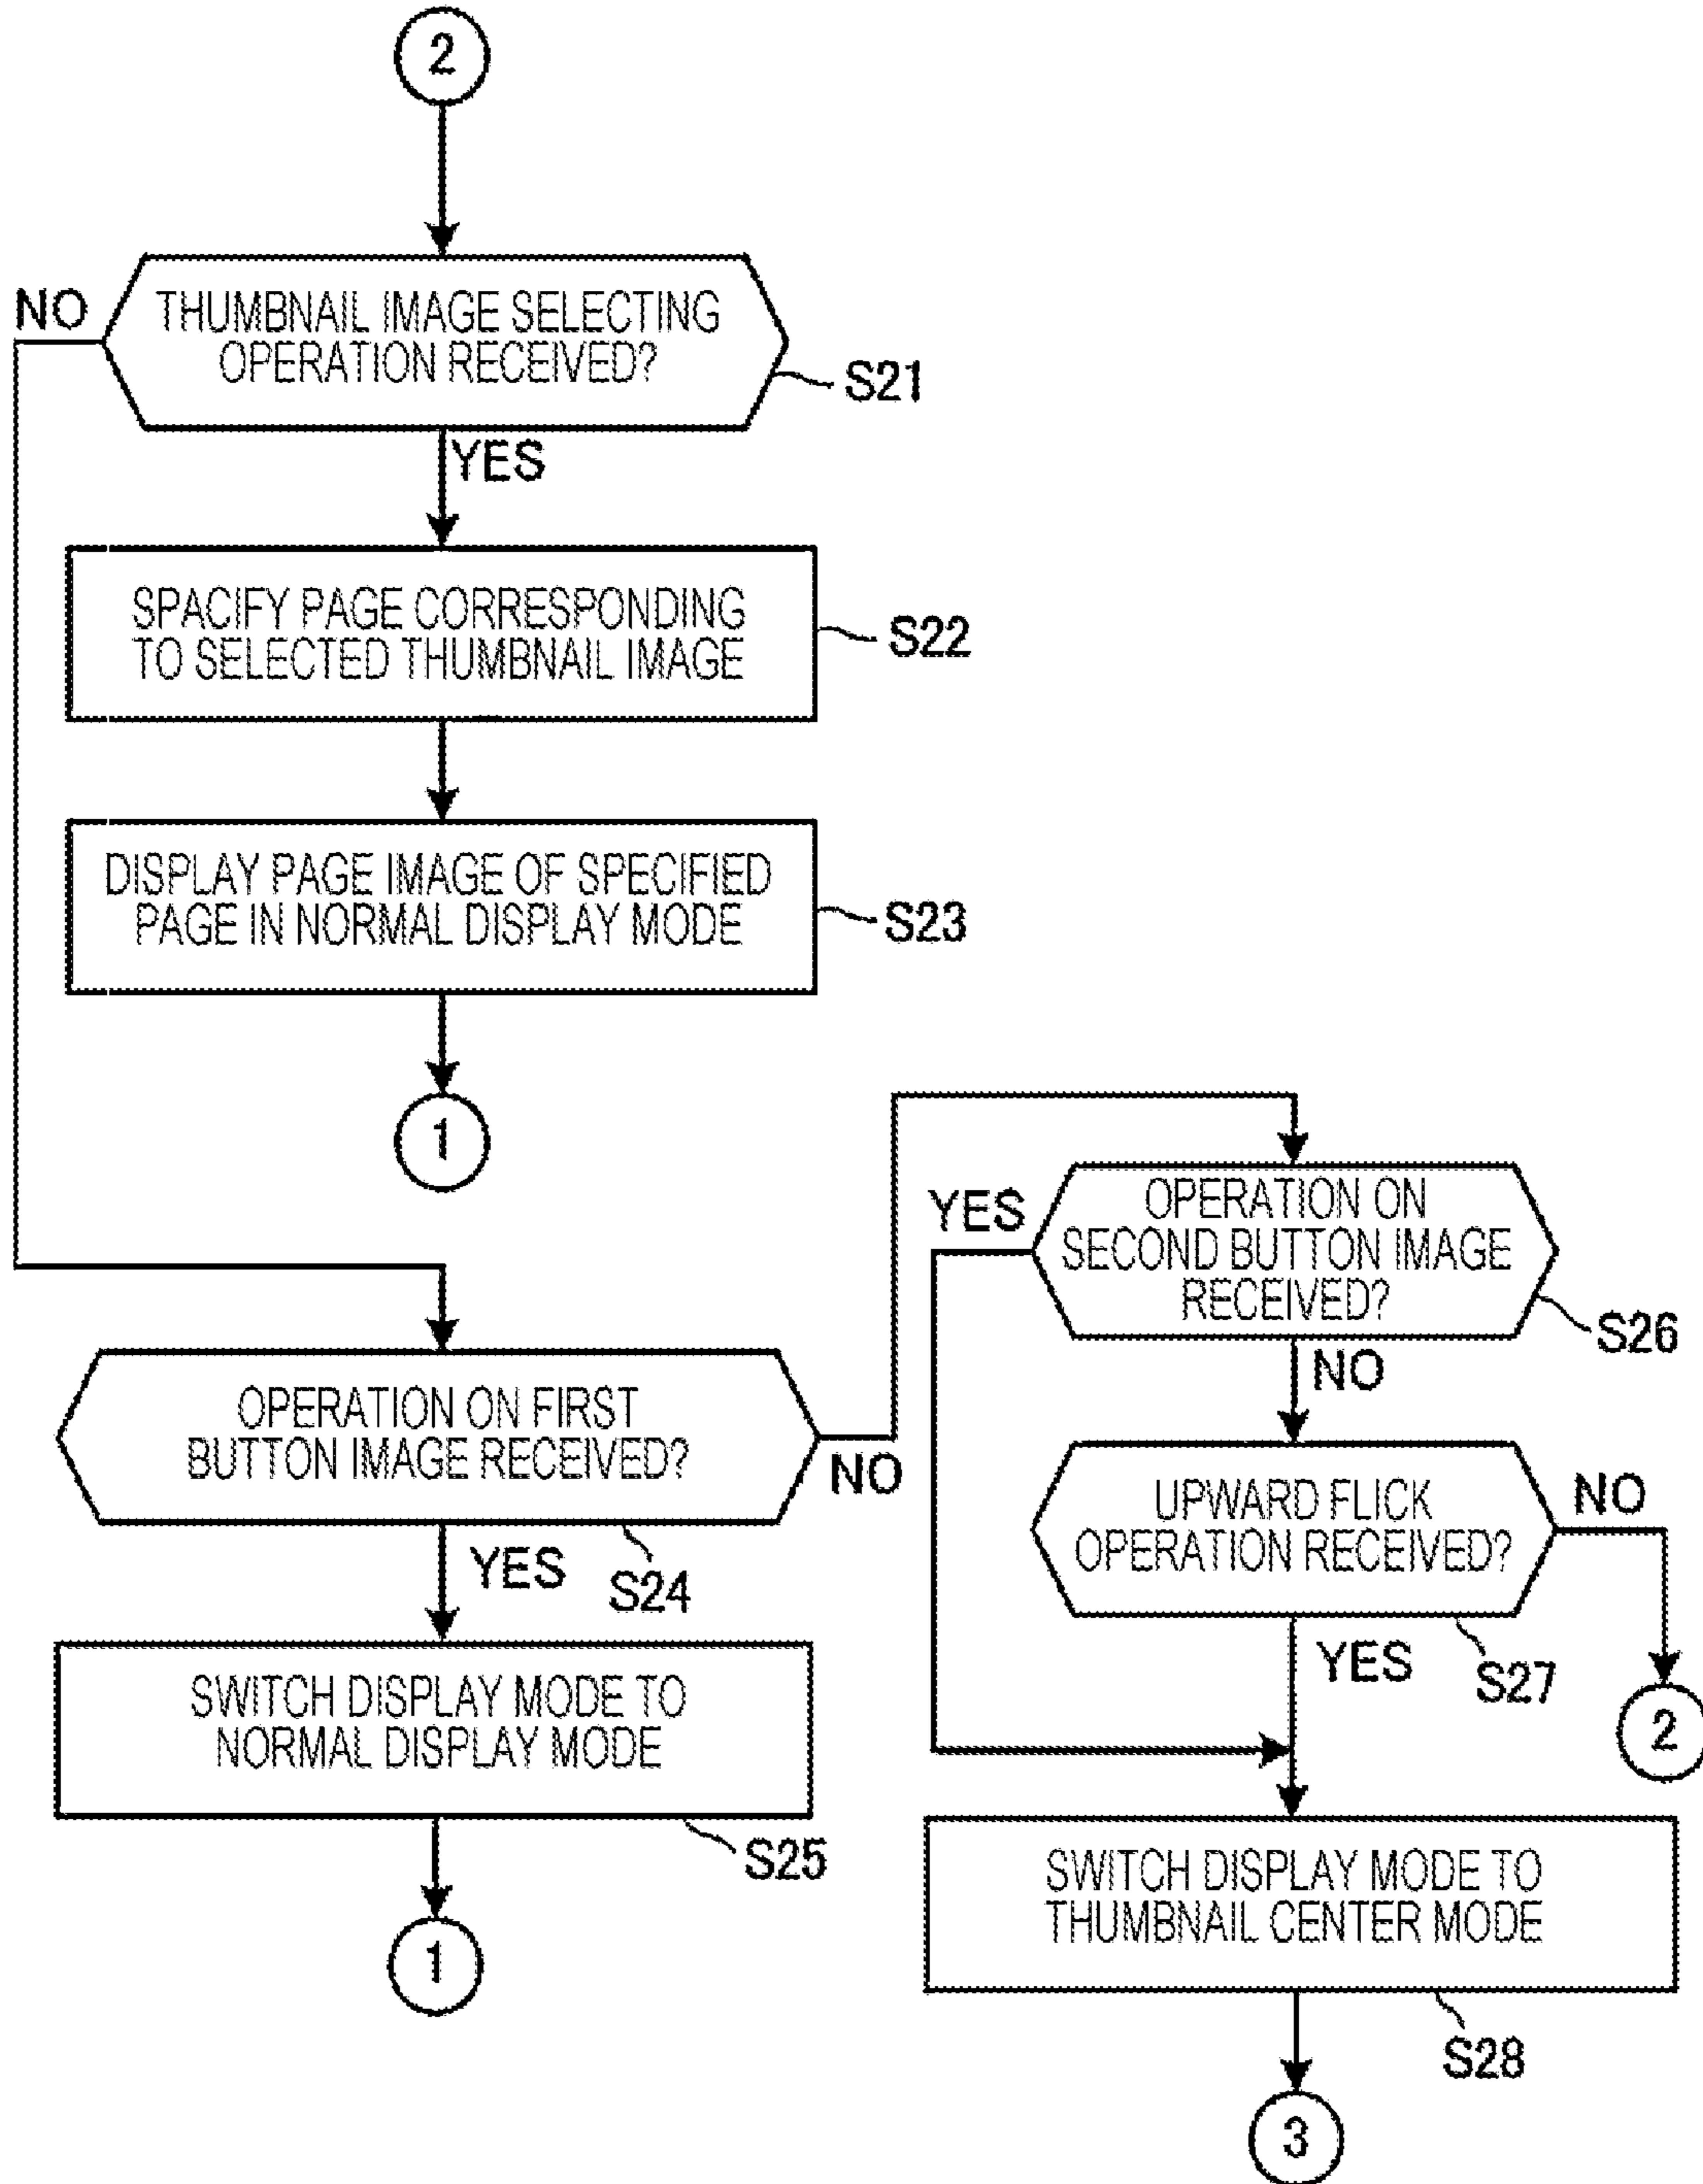 2
NO
THUMBNAIL IMAGE SELECTING
OPERATION RECEIVED?
S21
YES
SPACIFY PAGE CORRESPONDING
TO SELECTED THUMBNAIL IMAGE
S22
DISPLAY PAGE IMAGE OF SPECIFIED
PAGE IN NORMAL DISPLAY MODE
S23
1
OPERATION ON FIRST
BUTTON IMAGE RECEIVED?
NO
S24
YES
SWITCH DISPLAY MODE TO
NORMAL DISPLAY MODE
S25
1
YES
OPERATION ON
SECOND BUTTON IMAGE
RECEIVED?
S26
NO
UPWARD FLICK
OPERATION RECEIVED?
NO
S27
YES
2
SWITCH DISPLAY MODE TO
THUMBNAIL CENTER MODE
S28
3